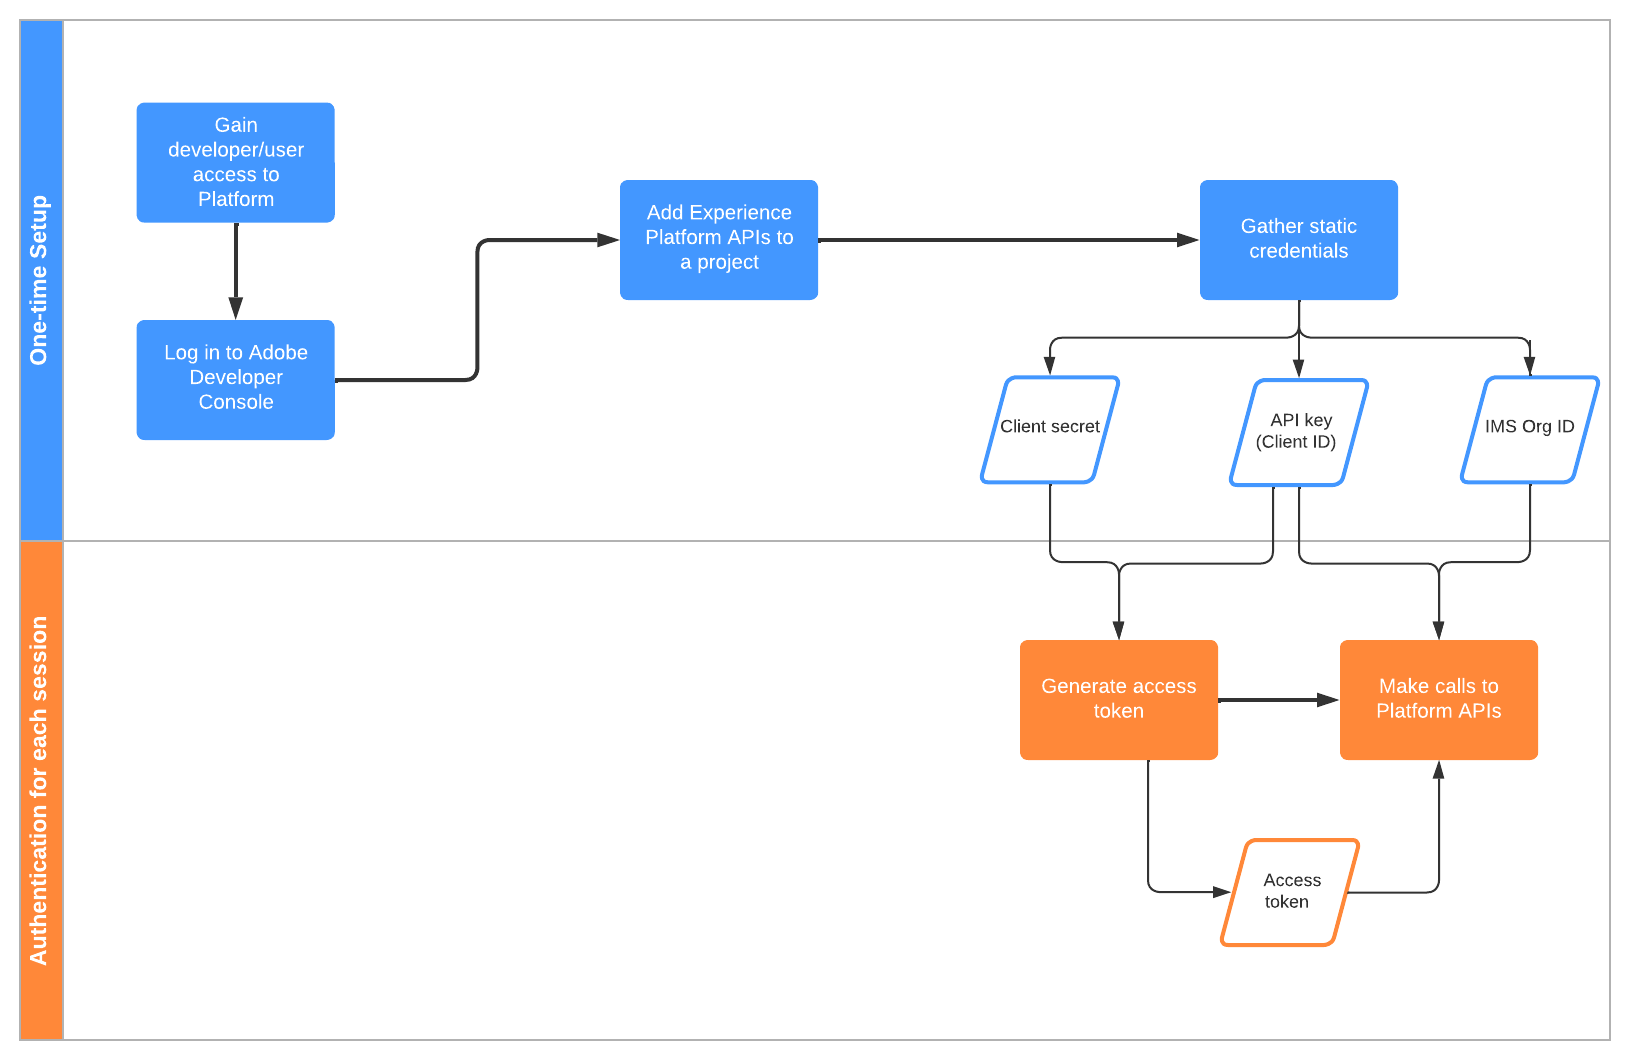 One-time Setup
Gain
developer/user
access to
Platform
Log in to Adobe
Developer
Console
Add Experience
Platform APIs to
a project
Gather static
credentials
Client secret
API key
(Client ID)
IMS Org ID
Authentication for each session
Generate access
token
Make calls to
Platform APIs
Access
token